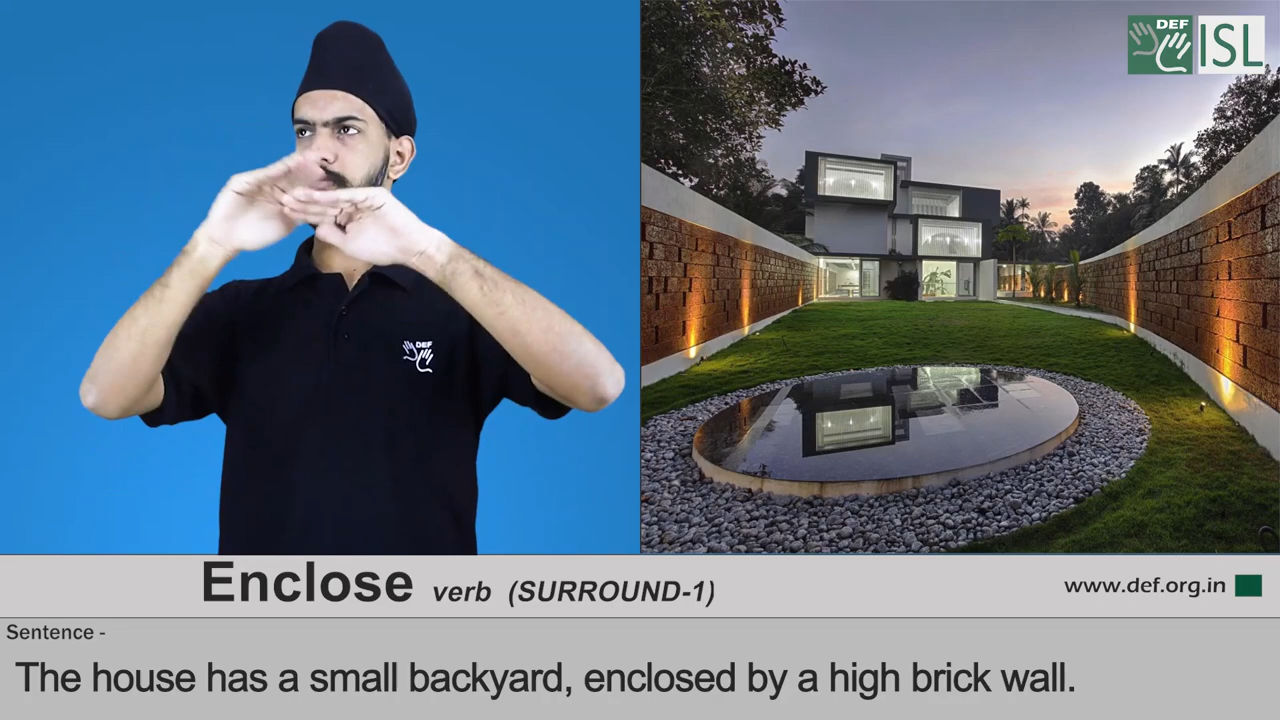 DEF
ISL
DEF
Enclose verb (SURROUND-1)
www.def.org.in
Sentence -
The house has a small backyard, enclosed by a high brick wall.